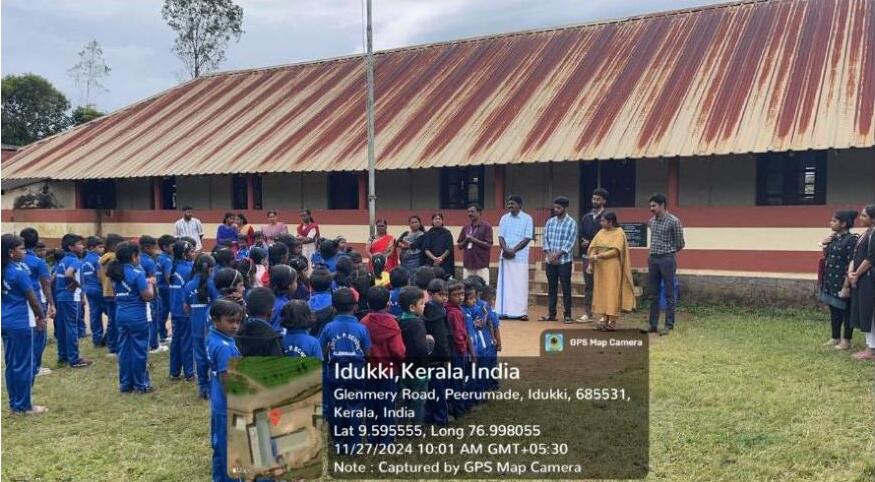 GPS Map Camera
Idukki,Kerala,India
Glenmery Road, Peerumade, Idukki, 685531,
Kerala, India
Lat 9.595555, Long 76.998055
11/27/2024 10:01 AM GMT+05:30
Note : Captured by GPS Map Camera